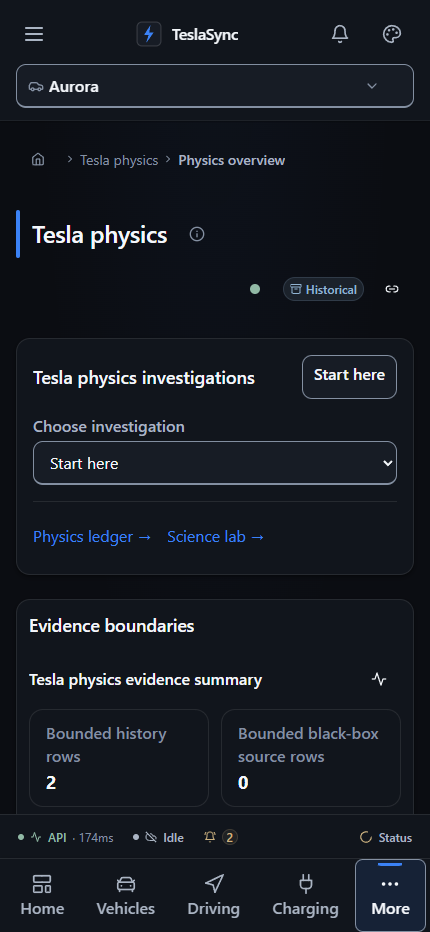 TeslaSync
Aurora
Tesla physics
Physics overview
Tesla physics
Historical
Tesla physics investigations
Start here
Choose investigation
Start here
Physics ledger →
Science lab →
Evidence boundaries
Tesla physics evidence summary
Bounded history
rows
2
Bounded black-box
source rows
0
API · 174ms
Idle
2
Status
Home
Vehicles
Driving
Charging
More